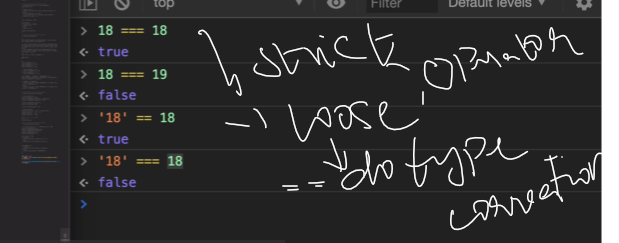 top Filter Default levels
> 18 === 18
< true
> 18 === 19
< false
> '18' == 18
< true
> '18' === 18
< false
>
strict operator
→ loose
== do type
correction